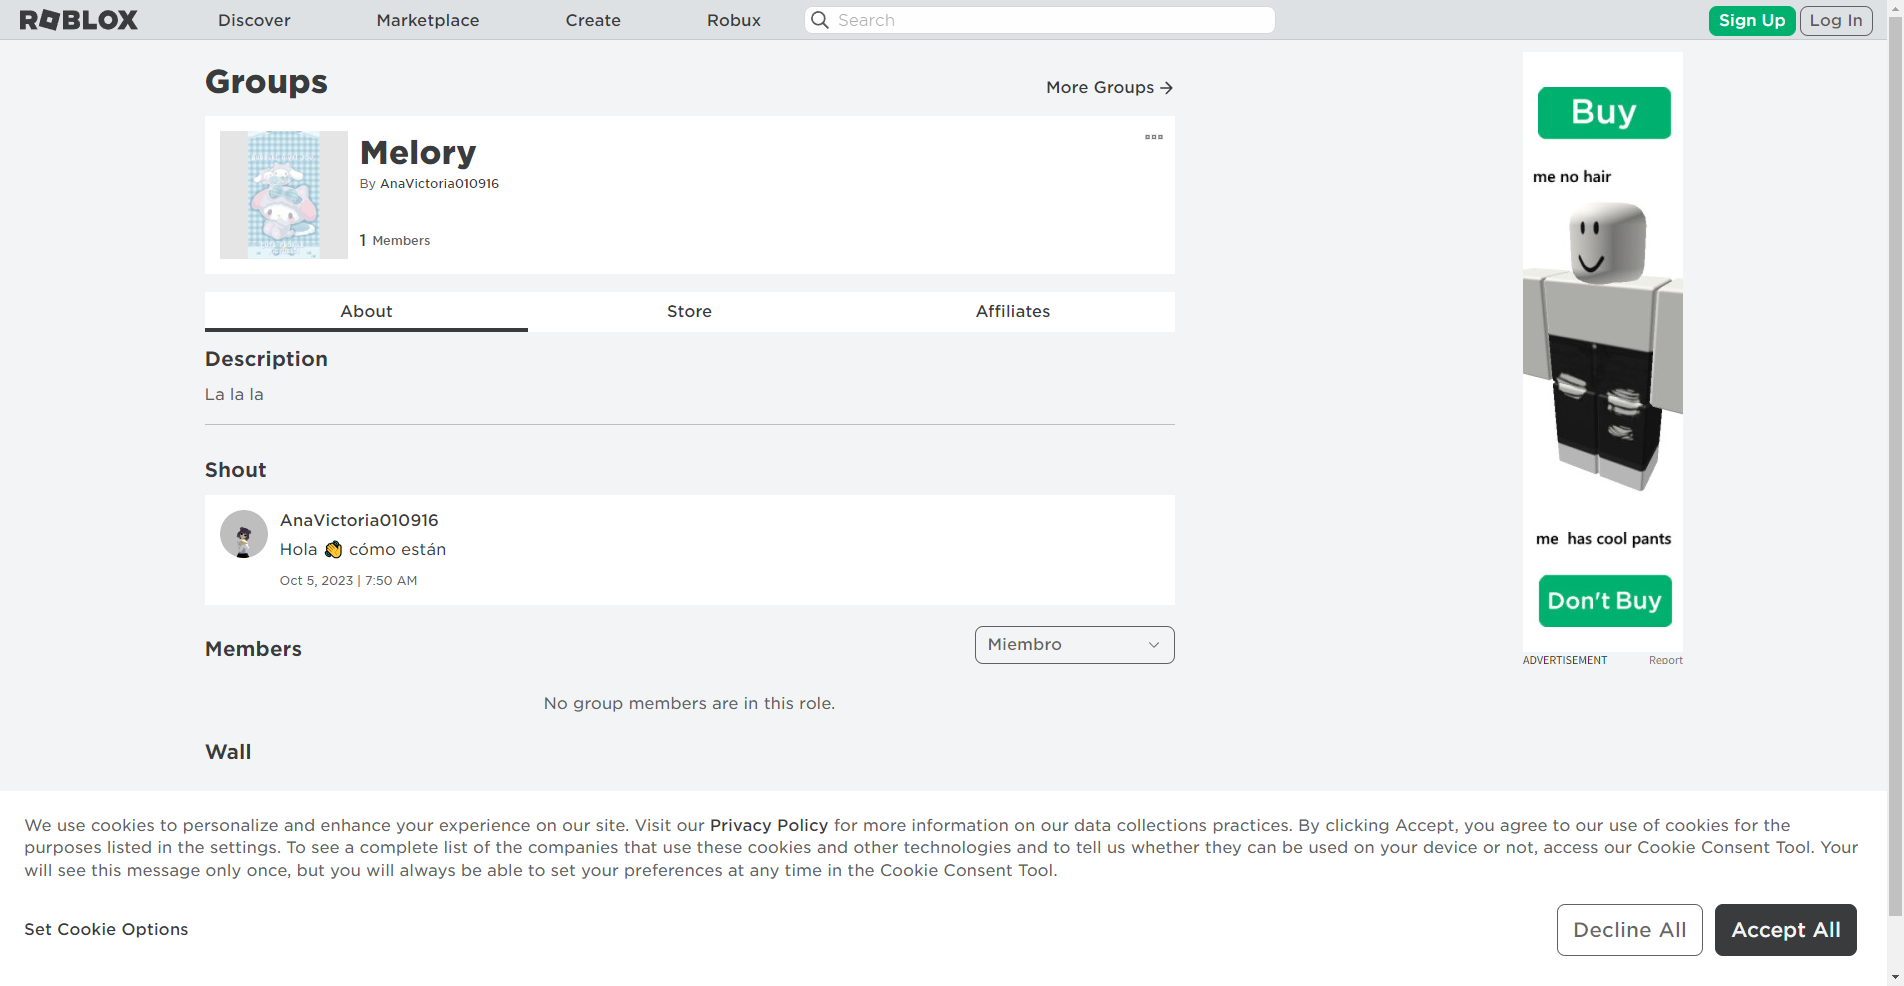 ROBLOX
Discover
Marketplace
Create
Robux
Search
Sign Up
Log In
Groups
More Groups →
Melory
By AnaVictoria010916
1 Members
About
Store
Affiliates
Description
La la la
Shout
AnaVictoria010916
Hola 👏 cómo están
Oct 5, 2023 | 7:50 AM
Members
Miembro
No group members are in this role.
Wall
Buy
me no hair
me has cool pants
Don't Buy
ADVERTISEMENT
Report
We use cookies to personalize and enhance your experience on our site. Visit our Privacy Policy for more information on our data collections practices. By clicking Accept, you agree to our use of cookies for the
purposes listed in the settings. To see a complete list of the companies that use these cookies and other technologies and to tell us whether they can be used on your device or not, access our Cookie Consent Tool. Your
will see this message only once, but you will always be able to set your preferences at any time in the Cookie Consent Tool.
Set Cookie Options
Decline All
Accept All